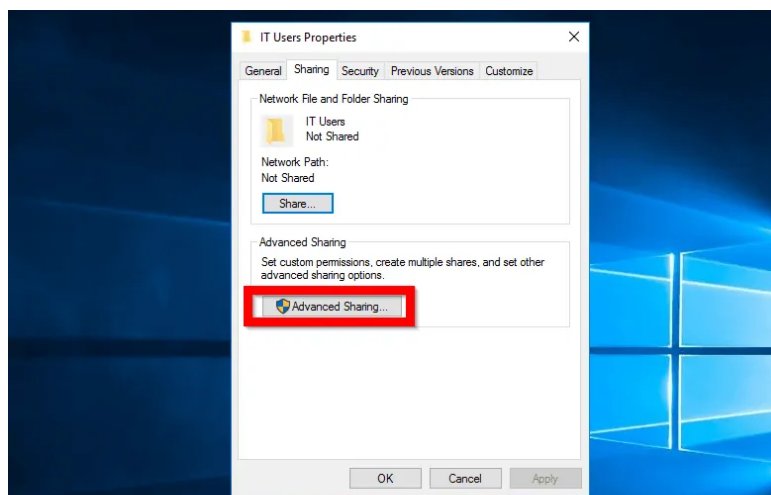 IT Users Properties
General Sharing Security Previous Versions Customize
Network File and Folder Sharing
IT Users
Not Shared
Network Path:
Not Shared
Share...
Advanced Sharing
Set custom permissions, create multiple shares, and set other
advanced sharing options.
Advanced Sharing...
OK Cancel Apply